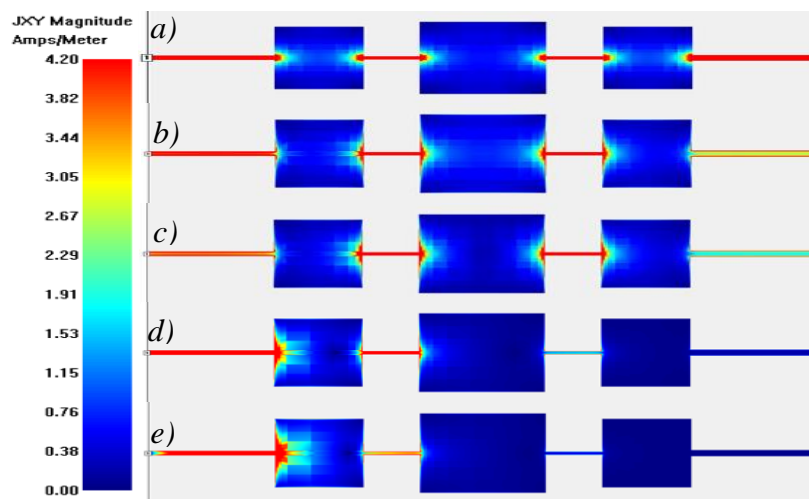 JXY Magnitude
Amps/Meter
4.20
3.82
3.44
3.05
2.67
2.29
1.91
1.53
1.15
0.76
0.38
0.00
a)
b)
c)
d)
e)